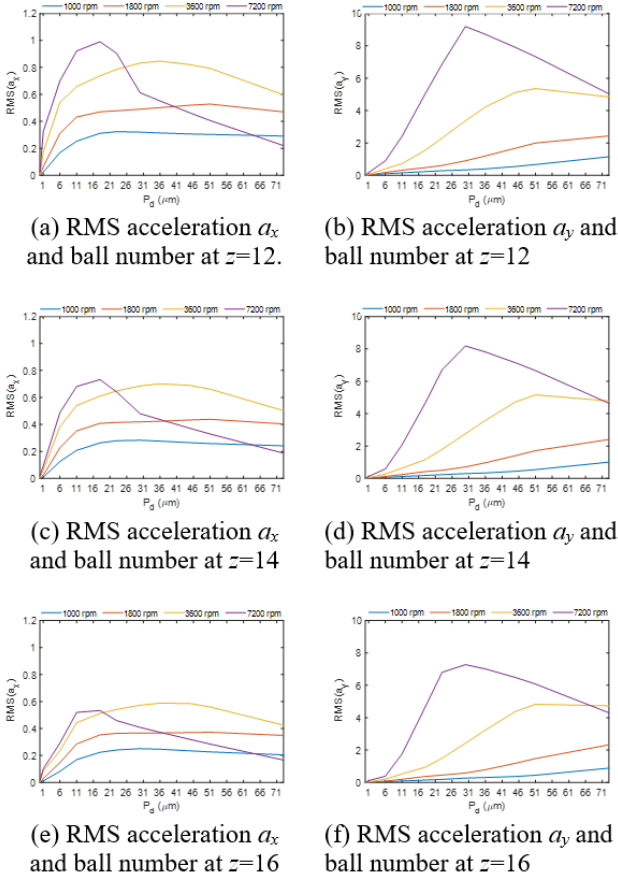 1000 rpm 1800 rpm 3600 rpm 7200 rpm
1.2
1
0.8
0.6
0.4
0.2
0
RMS(aₓ)
1 6 11 16 21 26 31 36 41 46 51 56 61 66 71
P_d (μm)
(a) RMS acceleration aₓ
and ball number at z=12.
1000 rpm 1800 rpm 3600 rpm 7200 rpm
10
8
6
4
2
0
RMS(a_y)
1 6 11 16 21 26 31 36 41 46 51 56 61 66 71
P_d (μm)
(b) RMS acceleration a_y and
ball number at z=12
1000 rpm 1800 rpm 3600 rpm 7200 rpm
1.2
1
0.8
0.6
0.4
0.2
0
RMS(aₓ)
1 6 11 16 21 26 31 36 41 46 51 56 61 66 71
P_d (μm)
(c) RMS acceleration aₓ
and ball number at z=14
1000 rpm 1800 rpm 3600 rpm 7200 rpm
10
8
6
4
2
0
RMS(a_y)
1 6 11 16 21 26 31 36 41 46 51 56 61 66 71
P_d (μm)
(d) RMS acceleration a_y and
ball number at z=14
1000 rpm 1800 rpm 3600 rpm 7200 rpm
1.2
1
0.8
0.6
0.4
0.2
0
RMS(aₓ)
1 6 11 16 21 26 31 36 41 46 51 56 61 66 71
P_d (μm)
(e) RMS acceleration aₓ
and ball number at z=16
1000 rpm 1800 rpm 3600 rpm 7200 rpm
10
8
6
4
2
0
RMS(a_y)
1 6 11 16 21 26 31 36 41 46 51 56 61 66 71
P_d (μm)
(f) RMS acceleration a_y and
ball number at z=16